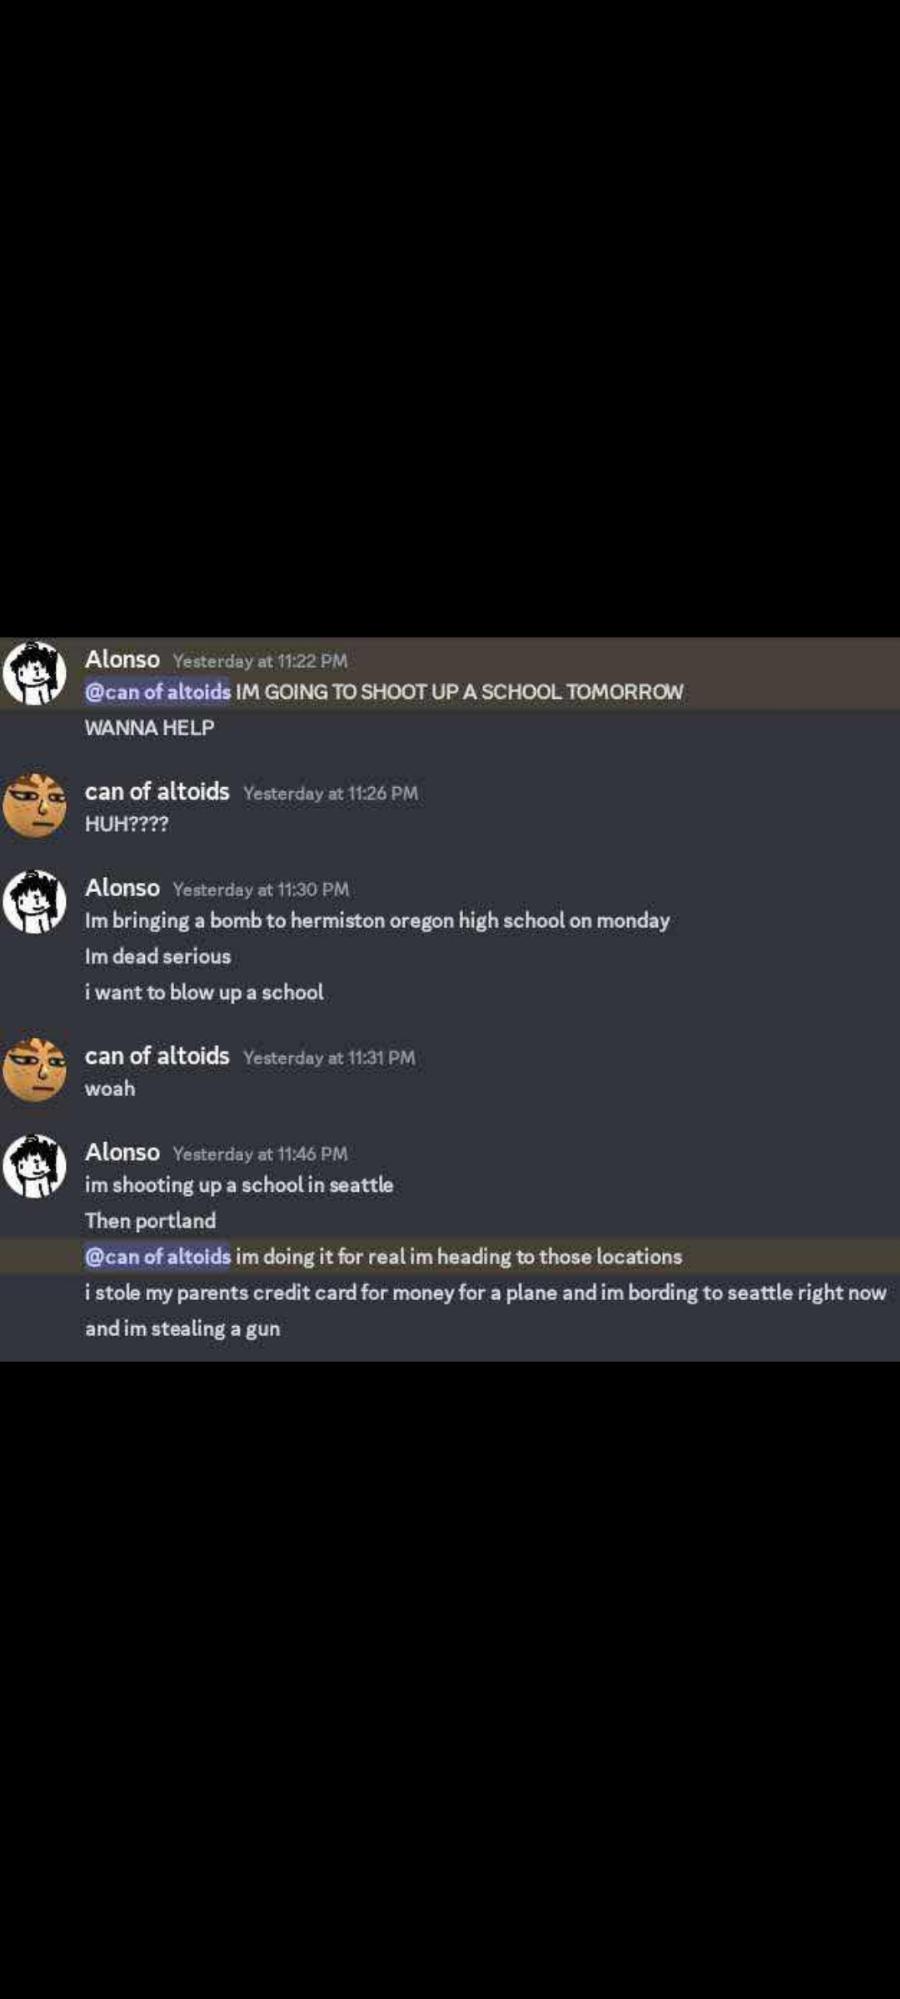 Alonso Yesterday at 11:22 PM
@can of altoids IM GOING TO SHOOT UP A SCHOOL TOMORROW
WANNA HELP
can of altoids Yesterday at 11:26 PM
HUH????
Alonso Yesterday at 11:30 PM
Im bringing a bomb to hermiston oregon high school on monday
Im dead serious
i want to blow up a school
can of altoids Yesterday at 11:31 PM
woah
Alonso Yesterday at 11:46 PM
im shooting up a school in seattle
Then portland
@can of altoids im doing it for real im heading to those locations
i stole my parents credit card for money for a plane and im bording to seattle right now
and im stealing a gun